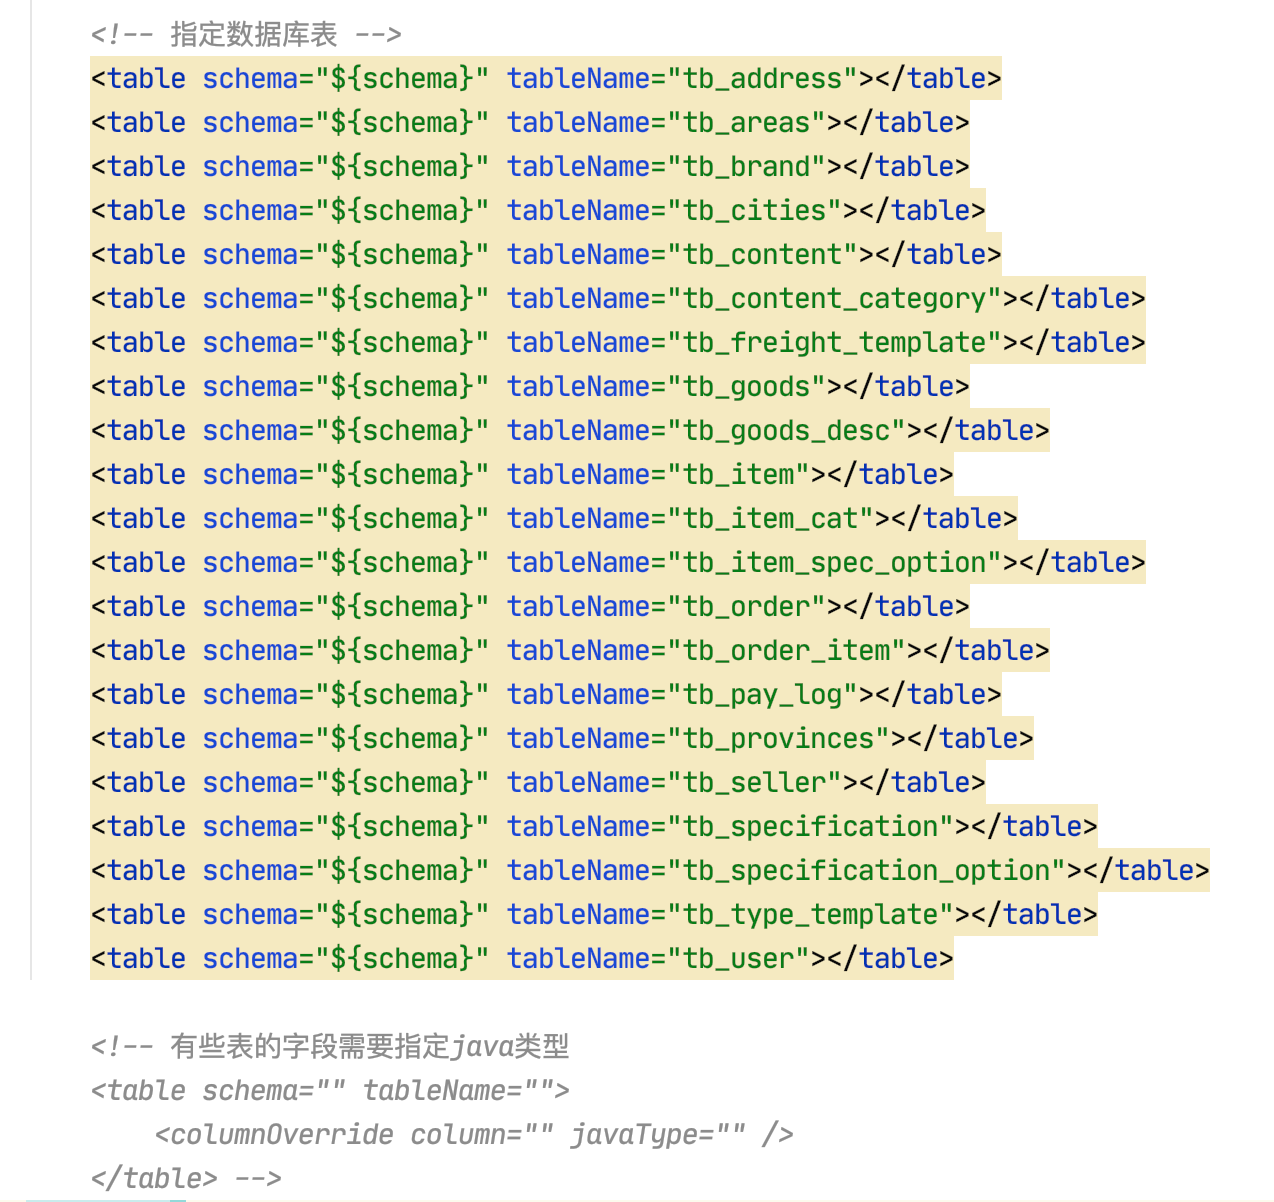 <!-- 指定数据库表 -->
<table schema="${schema}" tableName="tb_address"></table>
<table schema="${schema}" tableName="tb_areas"></table>
<table schema="${schema}" tableName="tb_brand"></table>
<table schema="${schema}" tableName="tb_cities"></table>
<table schema="${schema}" tableName="tb_content"></table>
<table schema="${schema}" tableName="tb_content_category"></table>
<table schema="${schema}" tableName="tb_freight_template"></table>
<table schema="${schema}" tableName="tb_goods"></table>
<table schema="${schema}" tableName="tb_goods_desc"></table>
<table schema="${schema}" tableName="tb_item"></table>
<table schema="${schema}" tableName="tb_item_cat"></table>
<table schema="${schema}" tableName="tb_item_spec_option"></table>
<table schema="${schema}" tableName="tb_order"></table>
<table schema="${schema}" tableName="tb_order_item"></table>
<table schema="${schema}" tableName="tb_pay_log"></table>
<table schema="${schema}" tableName="tb_provinces"></table>
<table schema="${schema}" tableName="tb_seller"></table>
<table schema="${schema}" tableName="tb_specification"></table>
<table schema="${schema}" tableName="tb_specification_option"></table>
<table schema="${schema}" tableName="tb_type_template"></table>
<table schema="${schema}" tableName="tb_user"></table>
<!-- 有些表的字段需要指定java类型
<table schema="" tableName="">
<columnOverride column="" javaType="" />
</table> -->